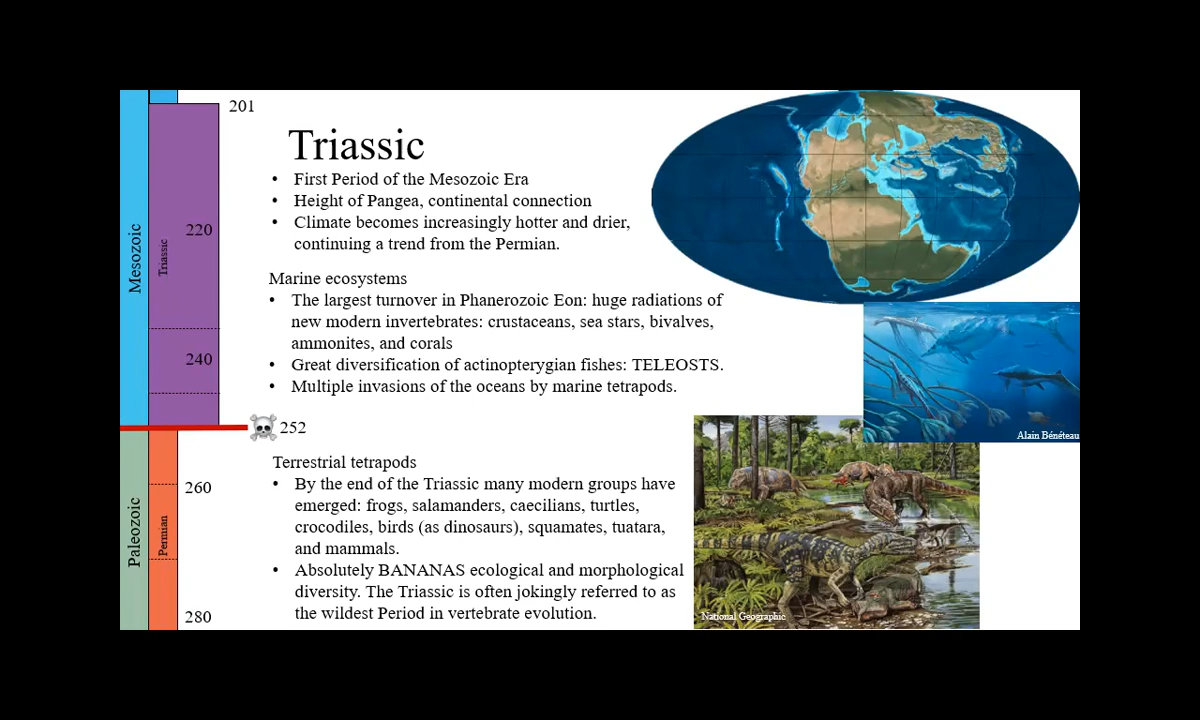 201
Triassic
• First Period of the Mesozoic Era
• Height of Pangea, continental connection
• Climate becomes increasingly hotter and drier,
continuing a trend from the Permian.
Marine ecosystems
• The largest turnover in Phanerozoic Eon: huge radiations of
new modern invertebrates: crustaceans, sea stars, bivalves,
ammonites, and corals
• Great diversification of actinopterygian fishes: TELEOSTS.
• Multiple invasions of the oceans by marine tetrapods.
Mesozoic
Triassic
220
240
☠252
Alain Bénéteau
Terrestrial tetrapods
• By the end of the Triassic many modern groups have
emerged: frogs, salamanders, caecilians, turtles,
crocodiles, birds (as dinosaurs), squamates, tuatara,
and mammals.
• Absolutely BANANAS ecological and morphological
diversity. The Triassic is often jokingly referred to as
the wildest Period in vertebrate evolution.
Paleozoic
Permian
260
280
National Geographic